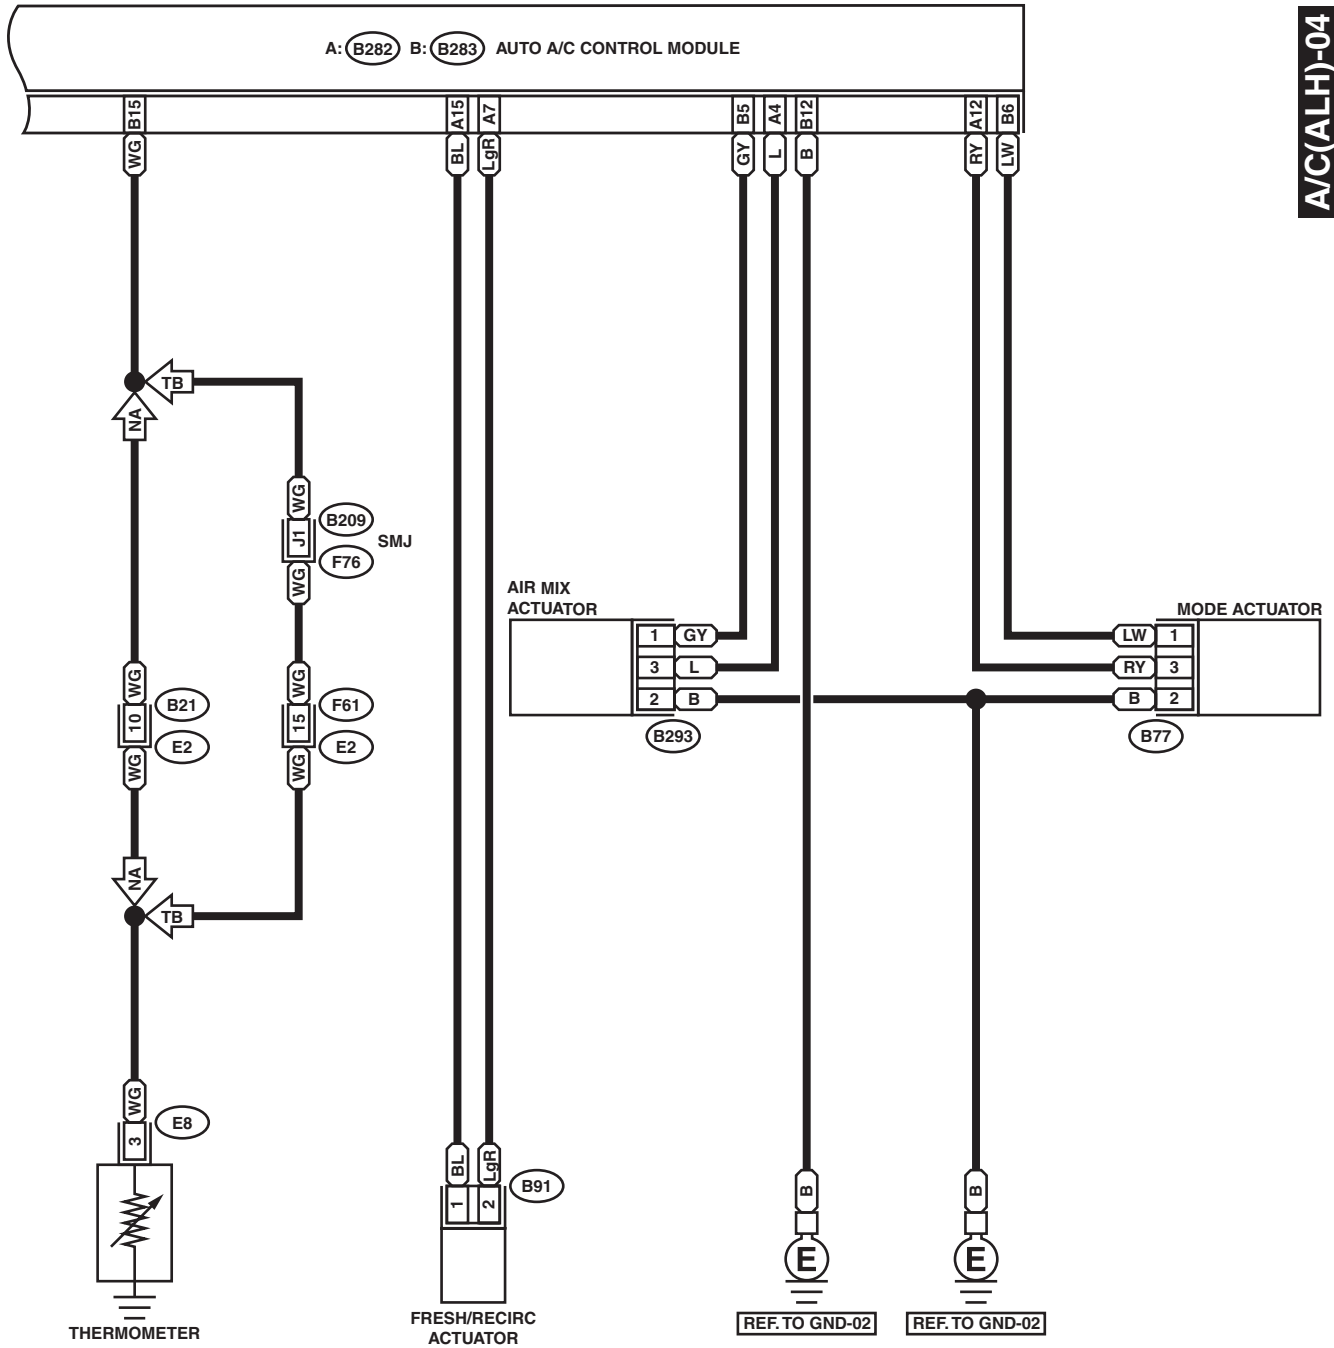 A/C(ALH)-04
A: B282 B: B283 AUTO A/C CONTROL MODULE
B15 A15 A7 B5 A4 B12 A12 B6
WG BL LgR GY L B RY LW
TB
NA
WG
B209
J1 SMJ
F76
WG
AIR MIX
ACTUATOR
MODE ACTUATOR
1 GY LW 1
3 L RY 3
2 B B 2
B293 B77
WG WG
B21 F61
10 15
E2 E2
WG WG
NA
TB
WG
E8
3
BL LgR
B91
1 2
B B
E E
THERMOMETER
FRESH/RECIRC
ACTUATOR
REF. TO GND-02 REF. TO GND-02